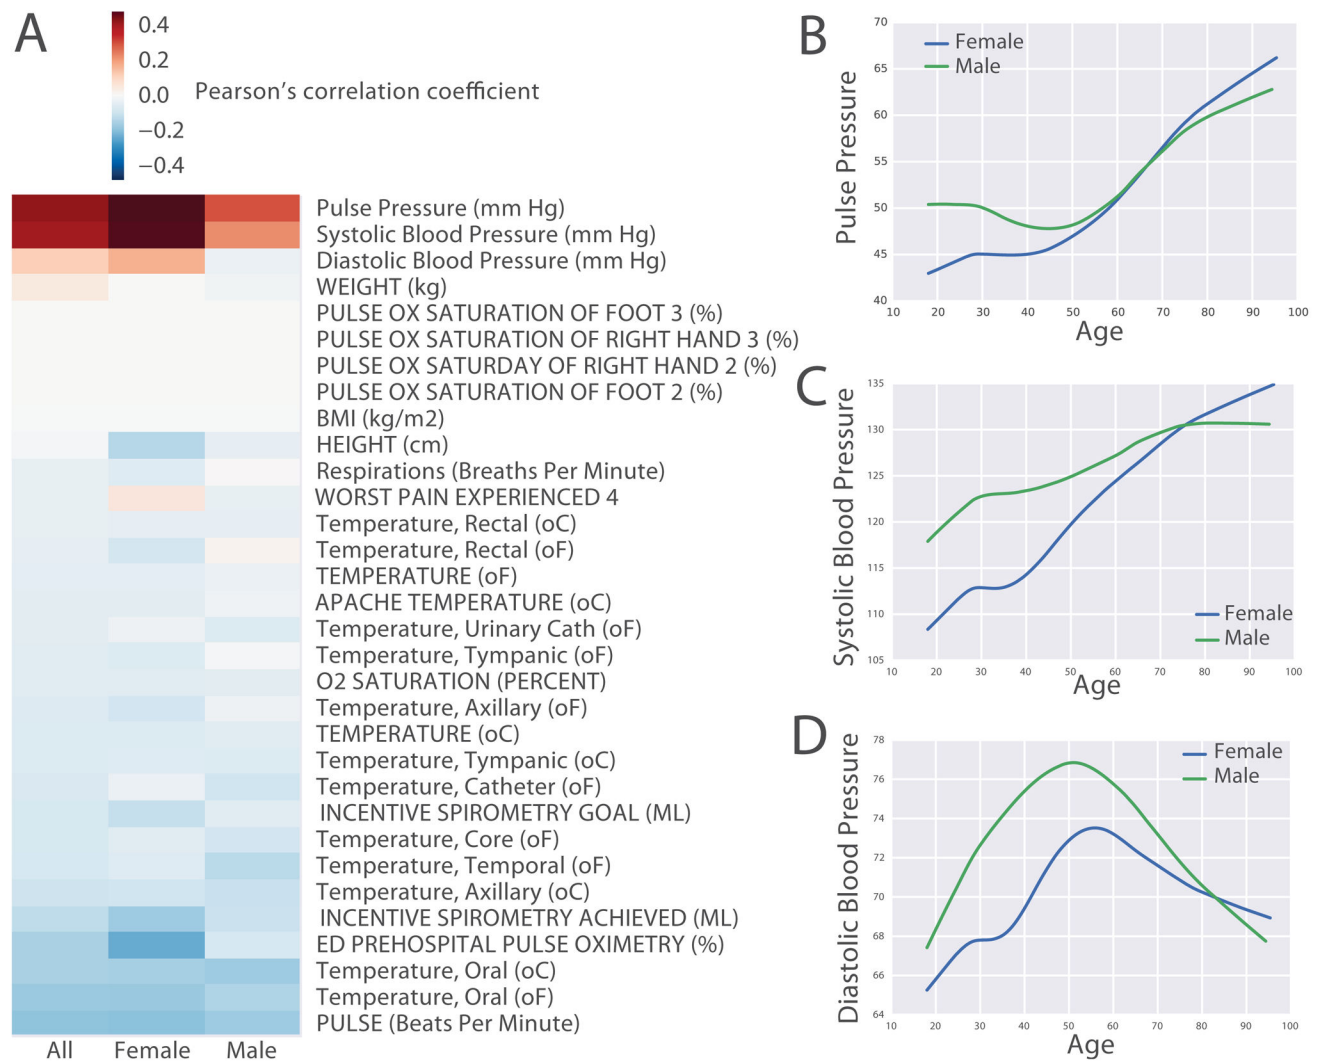 A
0.4
0.2
0.0
−0.2
−0.4
Pearson's correlation coefficient
Pulse Pressure (mm Hg)
Systolic Blood Pressure (mm Hg)
Diastolic Blood Pressure (mm Hg)
WEIGHT (kg)
PULSE OX SATURATION OF FOOT 3 (%)
PULSE OX SATURATION OF RIGHT HAND 3 (%)
PULSE OX SATURDAY OF RIGHT HAND 2 (%)
PULSE OX SATURATION OF FOOT 2 (%)
BMI (kg/m2)
HEIGHT (cm)
Respirations (Breaths Per Minute)
WORST PAIN EXPERIENCED 4
Temperature, Rectal (oC)
Temperature, Rectal (oF)
TEMPERATURE (oF)
APACHE TEMPERATURE (oC)
Temperature, Urinary Cath (oF)
Temperature, Tympanic (oF)
O2 SATURATION (PERCENT)
Temperature, Axillary (oF)
TEMPERATURE (oC)
Temperature, Tympanic (oC)
Temperature, Catheter (oF)
INCENTIVE SPIROMETRY GOAL (ML)
Temperature, Core (oF)
Temperature, Temporal (oF)
Temperature, Axillary (oC)
INCENTIVE SPIROMETRY ACHIEVED (ML)
ED PREHOSPITAL PULSE OXIMETRY (%)
Temperature, Oral (oC)
Temperature, Oral (oF)
PULSE (Beats Per Minute)
All Female Male
B
Pulse Pressure
70
65
60
55
50
45
40
Female
Male
10 20 30 40 50 60 70 80 90 100
Age
C
Systolic Blood Pressure
135
130
125
120
115
110
105
Female
Male
10 20 30 40 50 60 70 80 90 100
Age
D
Diastolic Blood Pressure
78
76
74
72
70
68
66
64
Female
Male
10 20 30 40 50 60 70 80 90 100
Age